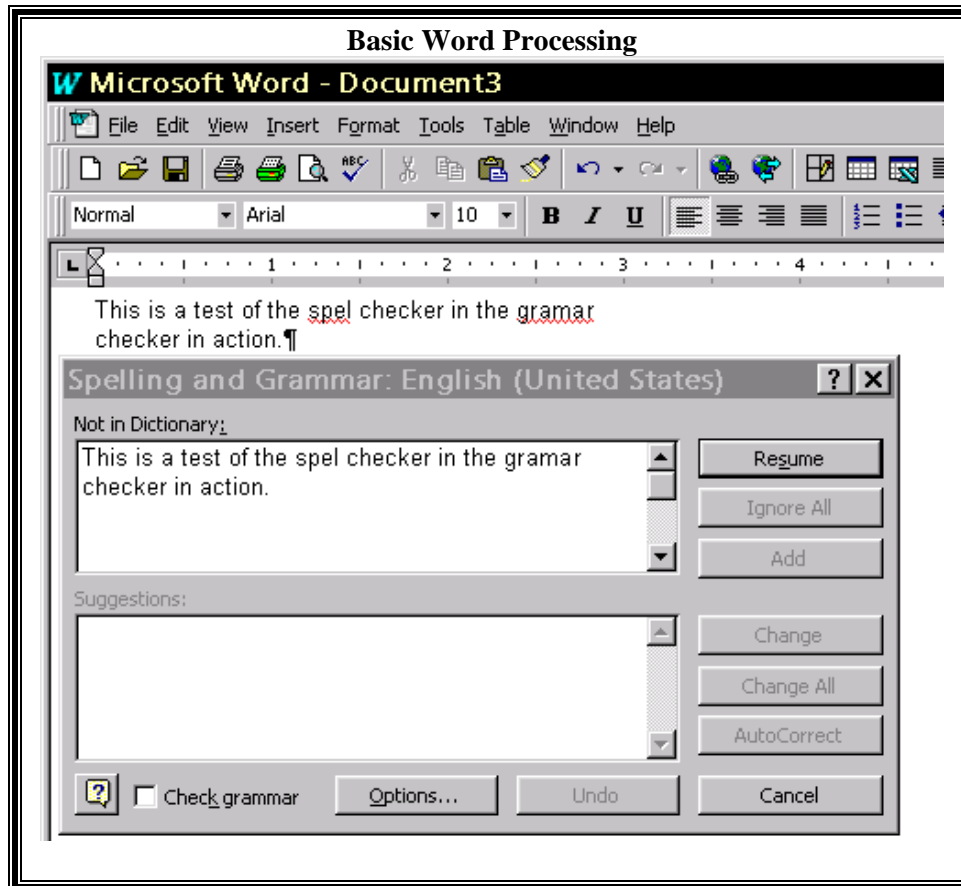 Basic Word Processing
W Microsoft Word - Document3
File Edit View Insert Format Tools Table Window Help
ABC
Normal Arial 10 B I U
L 1 2 3 4
This is a test of the spel checker in the gramar
checker in action.¶
Spelling and Grammar: English (United States) ?
Not in Dictionary:
This is a test of the spel checker in the gramar
checker in action.
Resume
Ignore All
Add
Suggestions:
Change
Change All
AutoCorrect
? Check grammar Options... Undo Cancel